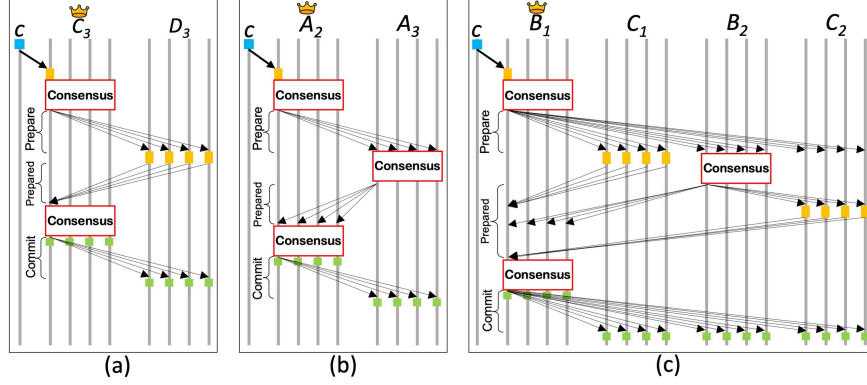 c
C3
D3
Consensus
Prepare
Prepared
Consensus
Commit
(a)
c
A2
A3
Consensus
Prepare
Consensus
Prepared
Consensus
Commit
(b)
c
B1
C1
B2
C2
Consensus
Prepare
Consensus
Prepared
Consensus
Commit
(c)